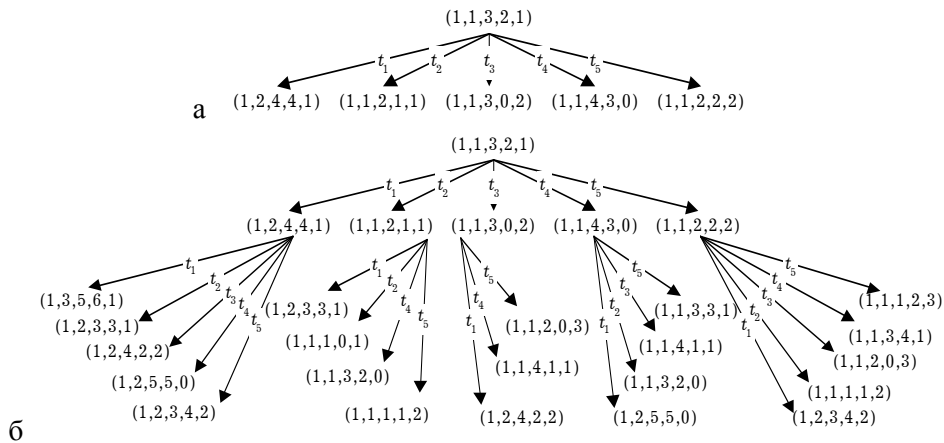 (1,1,3,2,1)
t₁ t₂ t₃ t₄ t₅
(1,2,4,4,1) (1,1,2,1,1) (1,1,3,0,2) (1,1,4,3,0) (1,1,2,2,2)
а
(1,1,3,2,1)
t₁ t₂ t₃ t₄ t₅
(1,2,4,4,1) (1,1,2,1,1) (1,1,3,0,2) (1,1,4,3,0) (1,1,2,2,2)
t₁ t₂ t₃ t₄ t₅ t₁ t₂ t₄ t₅ t₅ t₄ t₁ t₅ t₃ t₂ t₁ t₅ t₄ t₃ t₂ t₁
(1,3,5,6,1) (1,2,3,3,1) (1,1,3,3,1) (1,1,1,2,3)
(1,2,3,3,1) (1,1,1,0,1) (1,1,2,0,3) (1,1,4,1,1) (1,1,3,4,1)
(1,2,4,2,2) (1,1,3,2,0) (1,1,4,1,1) (1,1,3,2,0) (1,1,2,0,3)
(1,2,5,5,0) (1,1,1,1,2)
(1,2,3,4,2) (1,1,1,1,2) (1,2,4,2,2) (1,2,5,5,0) (1,2,3,4,2)
б